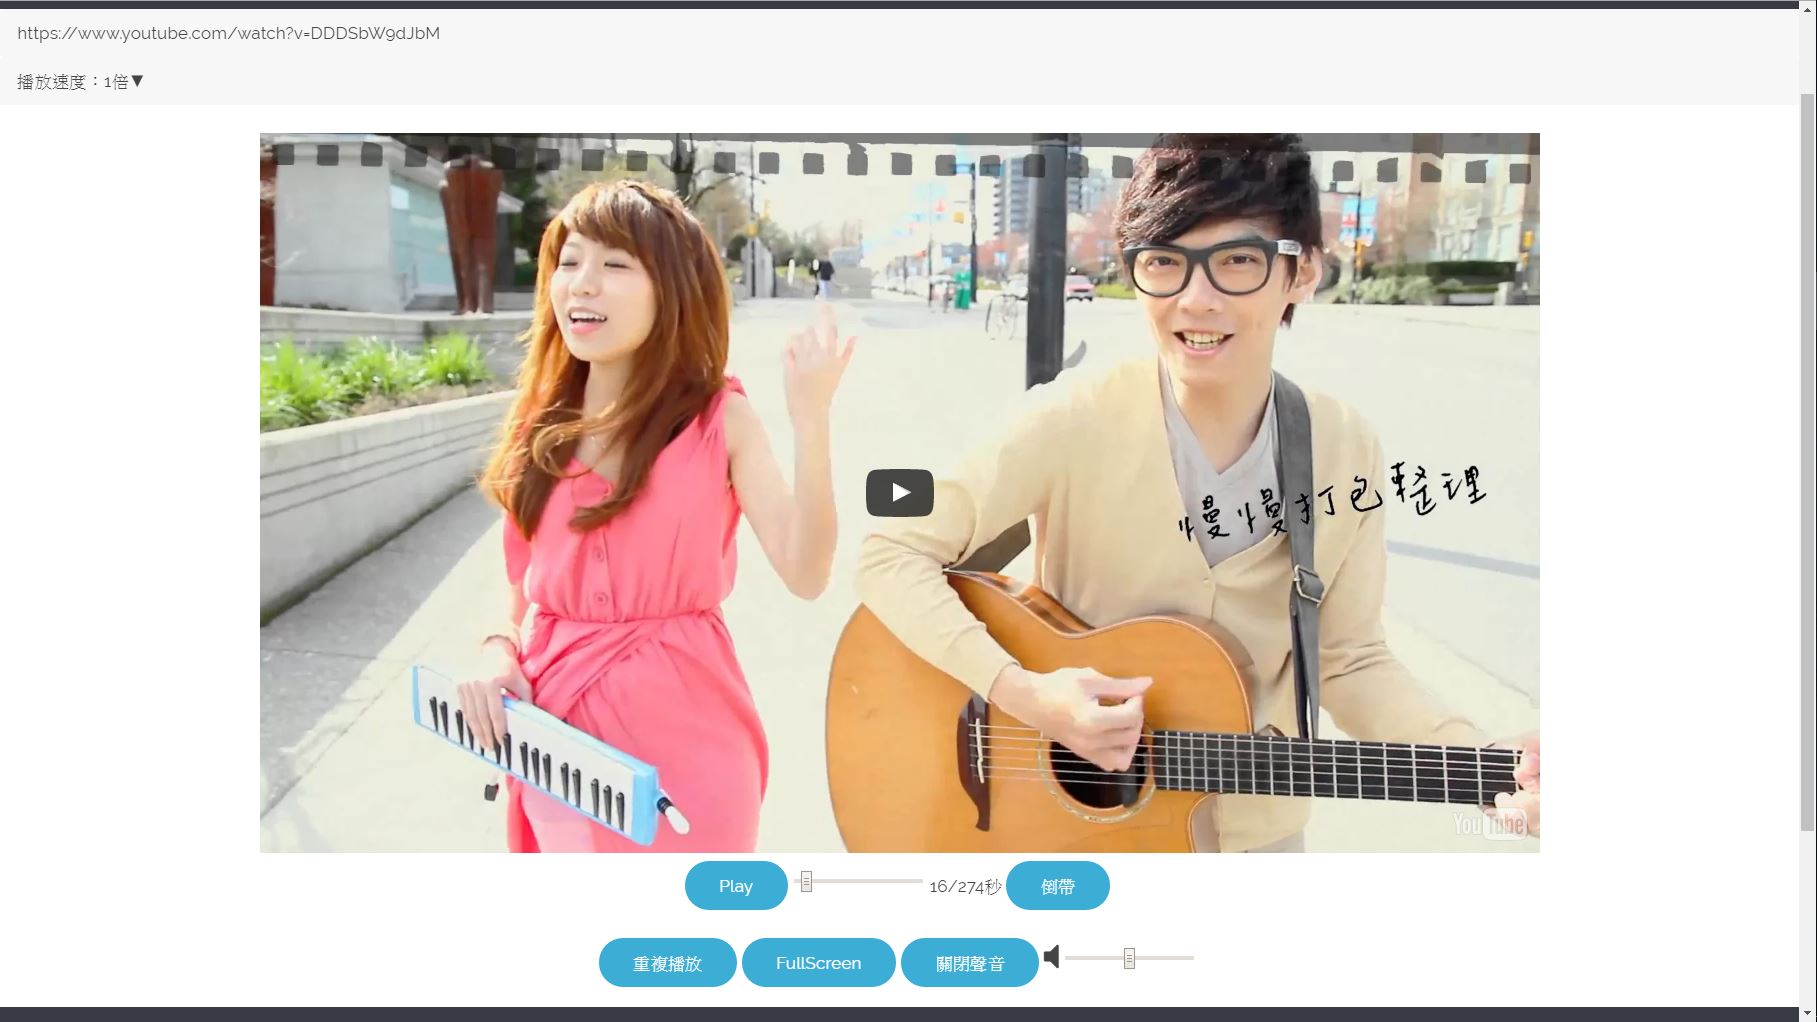 https://www.youtube.com/watch?v=DDDSbW9dJbM
播放速度：1倍▼
慢慢打包整理
YouTube
Play 16/274秒 倒帶
重複播放 FullScreen 關閉聲音